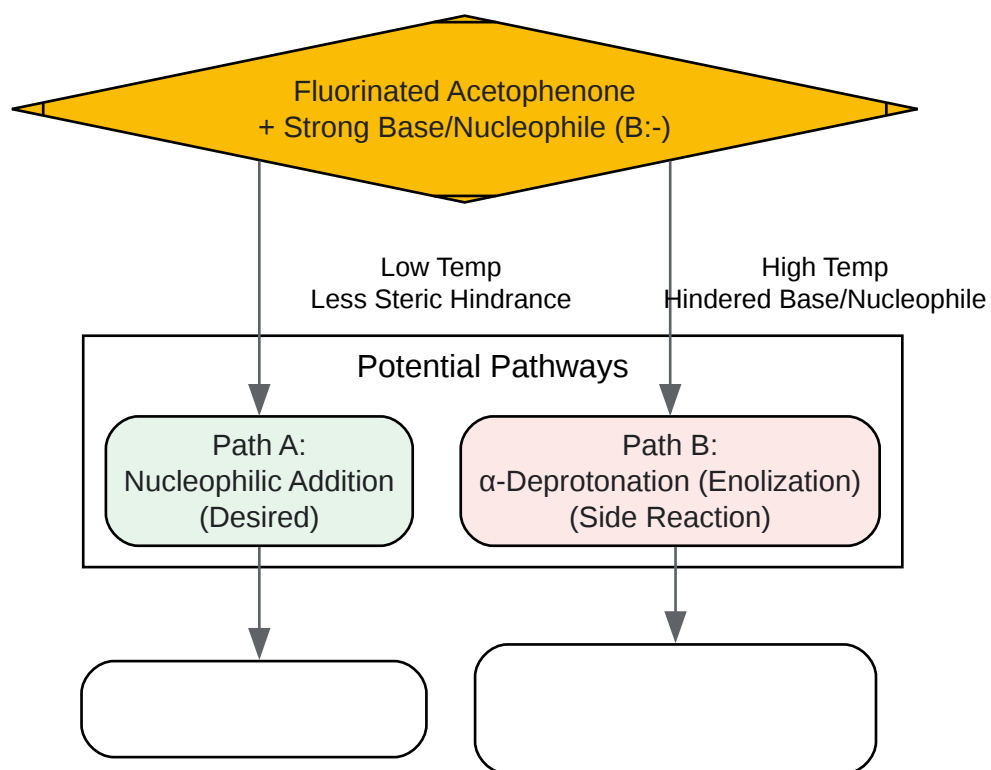 Fluorinated Acetophenone
+ Strong Base/Nucleophile (B:-)
Low Temp
Less Steric Hindrance
High Temp
Hindered Base/Nucleophile
Potential Pathways
Path A:
Nucleophilic Addition
(Desired)
Path B:
α-Deprotonation (Enolization)
(Side Reaction)